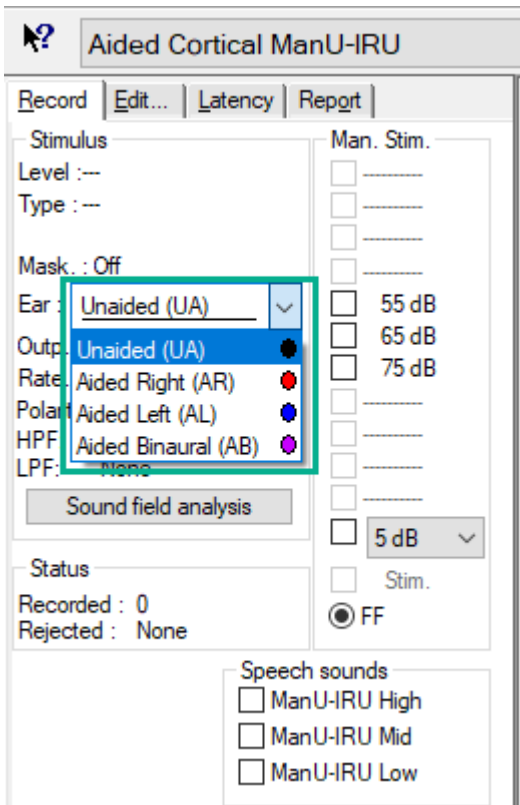 Aided Cortical ManU-IRU
Record Edit... Latency Report
Stimulus
Level :---
Type : ---
Mask. : Off
Ear : Unaided (UA)
Unaided (UA)
Aided Right (AR)
Aided Left (AL)
Aided Binaural (AB)
Outp.
Rate.
Polari
HPF
LPF: None
Sound field analysis
Status
Recorded : 0
Rejected : None
Man. Stim.
---------
---------
---------
---------
55 dB
65 dB
75 dB
---------
---------
---------
---------
5 dB
Stim.
FF
Speech sounds
ManU-IRU High
ManU-IRU Mid
ManU-IRU Low